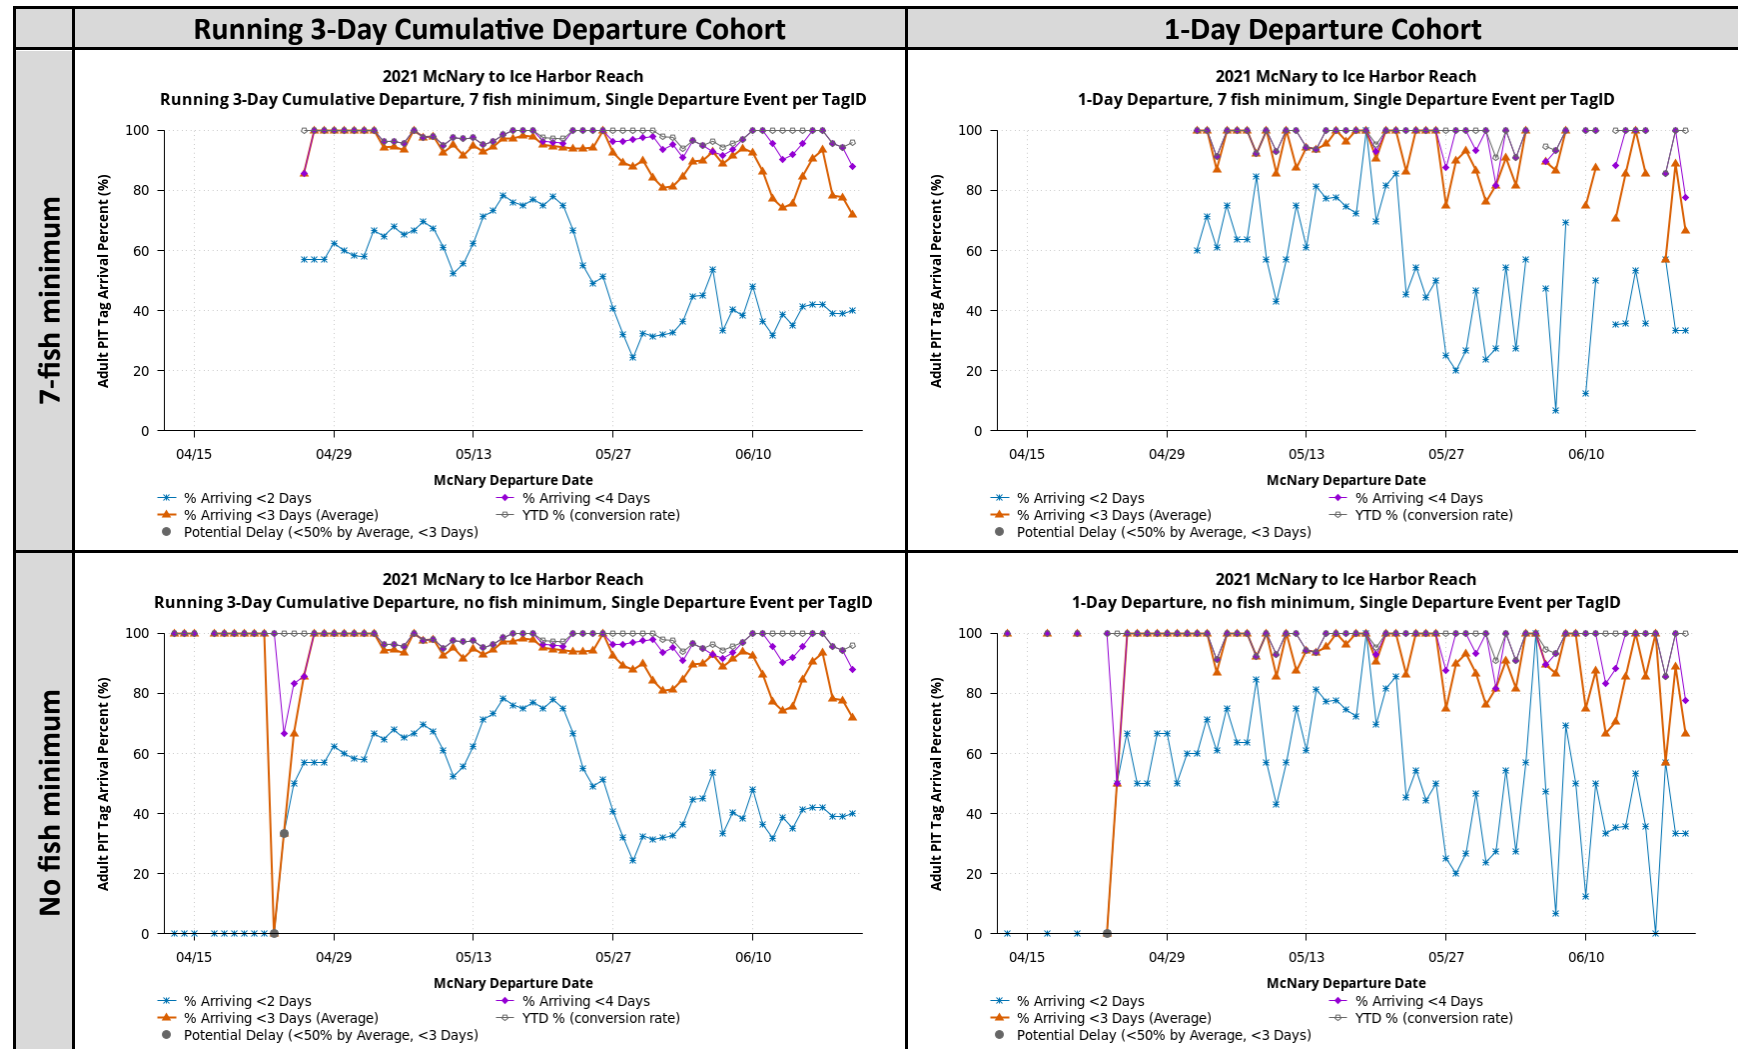 Running 3-Day Cumulative Departure Cohort
1-Day Departure Cohort
7-fish minimum
2021 McNary to Ice Harbor Reach
Running 3-Day Cumulative Departure, 7 fish minimum, Single Departure Event per TagID
Adult PIT Tag Arrival Percent (%)
100
80
60
40
20
0
04/15
04/29
05/13
05/27
06/10
McNary Departure Date
% Arriving <2 Days
% Arriving <4 Days
% Arriving <3 Days (Average)
YTD % (conversion rate)
Potential Delay (<50% by Average, <3 Days)
2021 McNary to Ice Harbor Reach
1-Day Departure, 7 fish minimum, Single Departure Event per TagID
Adult PIT Tag Arrival Percent (%)
100
80
60
40
20
0
04/15
04/29
05/13
05/27
06/10
McNary Departure Date
% Arriving <2 Days
% Arriving <4 Days
% Arriving <3 Days (Average)
YTD % (conversion rate)
Potential Delay (<50% by Average, <3 Days)
No fish minimum
2021 McNary to Ice Harbor Reach
Running 3-Day Cumulative Departure, no fish minimum, Single Departure Event per TagID
Adult PIT Tag Arrival Percent (%)
100
80
60
40
20
0
04/15
04/29
05/13
05/27
06/10
McNary Departure Date
% Arriving <2 Days
% Arriving <4 Days
% Arriving <3 Days (Average)
YTD % (conversion rate)
Potential Delay (<50% by Average, <3 Days)
2021 McNary to Ice Harbor Reach
1-Day Departure, no fish minimum, Single Departure Event per TagID
Adult PIT Tag Arrival Percent (%)
100
80
60
40
20
0
04/15
04/29
05/13
05/27
06/10
McNary Departure Date
% Arriving <2 Days
% Arriving <4 Days
% Arriving <3 Days (Average)
YTD % (conversion rate)
Potential Delay (<50% by Average, <3 Days)